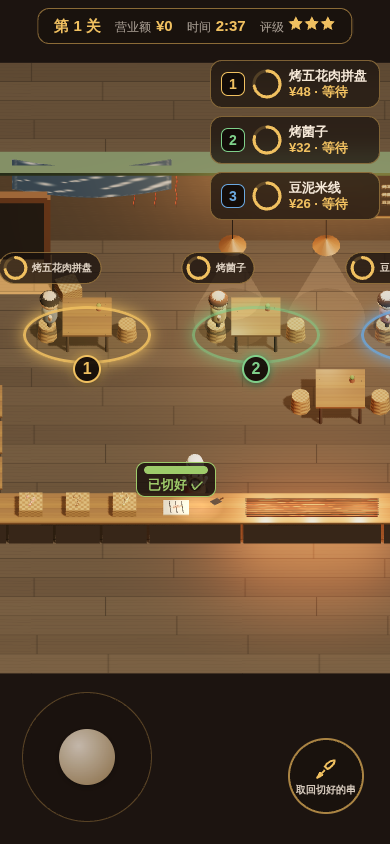 第 1 关 营业额 ¥0 时间 2:37 评级
1 烤五花肉拼盘
¥48 · 等待
2 烤菌子
¥32 · 等待
3 豆泥米线
¥26 · 等待
烤五花肉拼盘
烤菌子
豆
1
2
已切好 ✓
取回切好的串